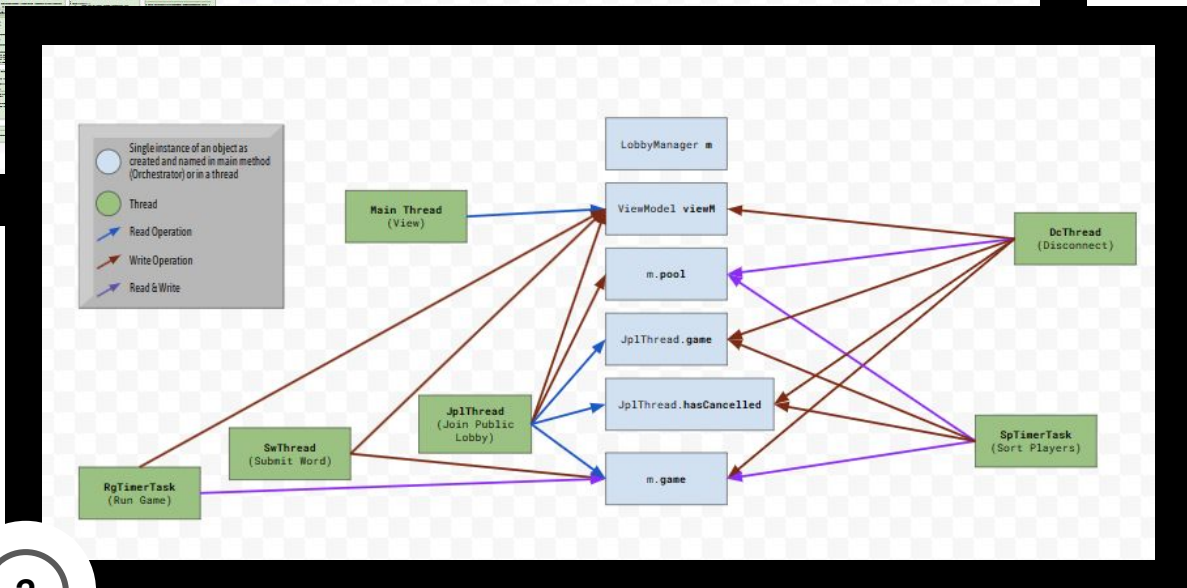 Single instance of an object as
created and named in main method
(Orchestrator) or in a thread
Thread
Read Operation
Write Operation
Read & Write
Main Thread
(View)
LobbyManager m
ViewModel viewM
m.pool
JplThread.game
JplThread.hasCancelled
m.game
DcThread
(Disconnect)
JplThread
(Join Public
Lobby)
SwThread
(Submit Word)
RgTimerTask
(Run Game)
SpTimerTask
(Sort Players)